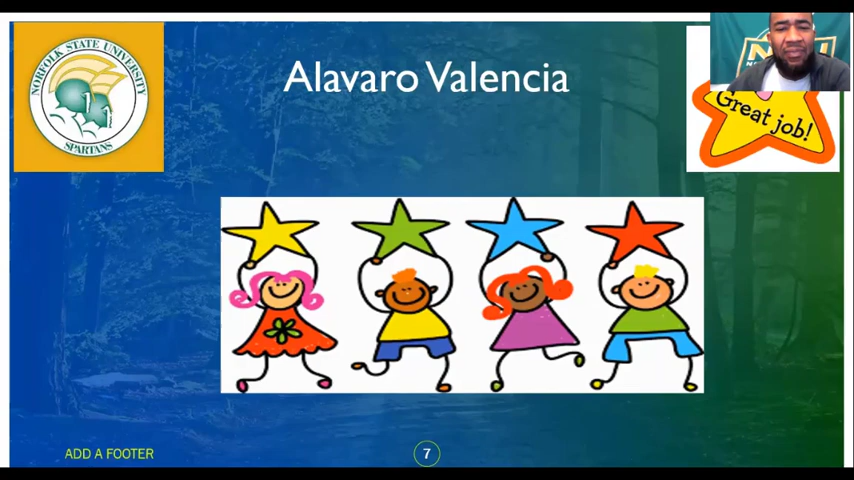 NORFOLK STATE UNIVERSITY
SPARTANS
Alavaro Valencia
Great job!
ADD A FOOTER
7